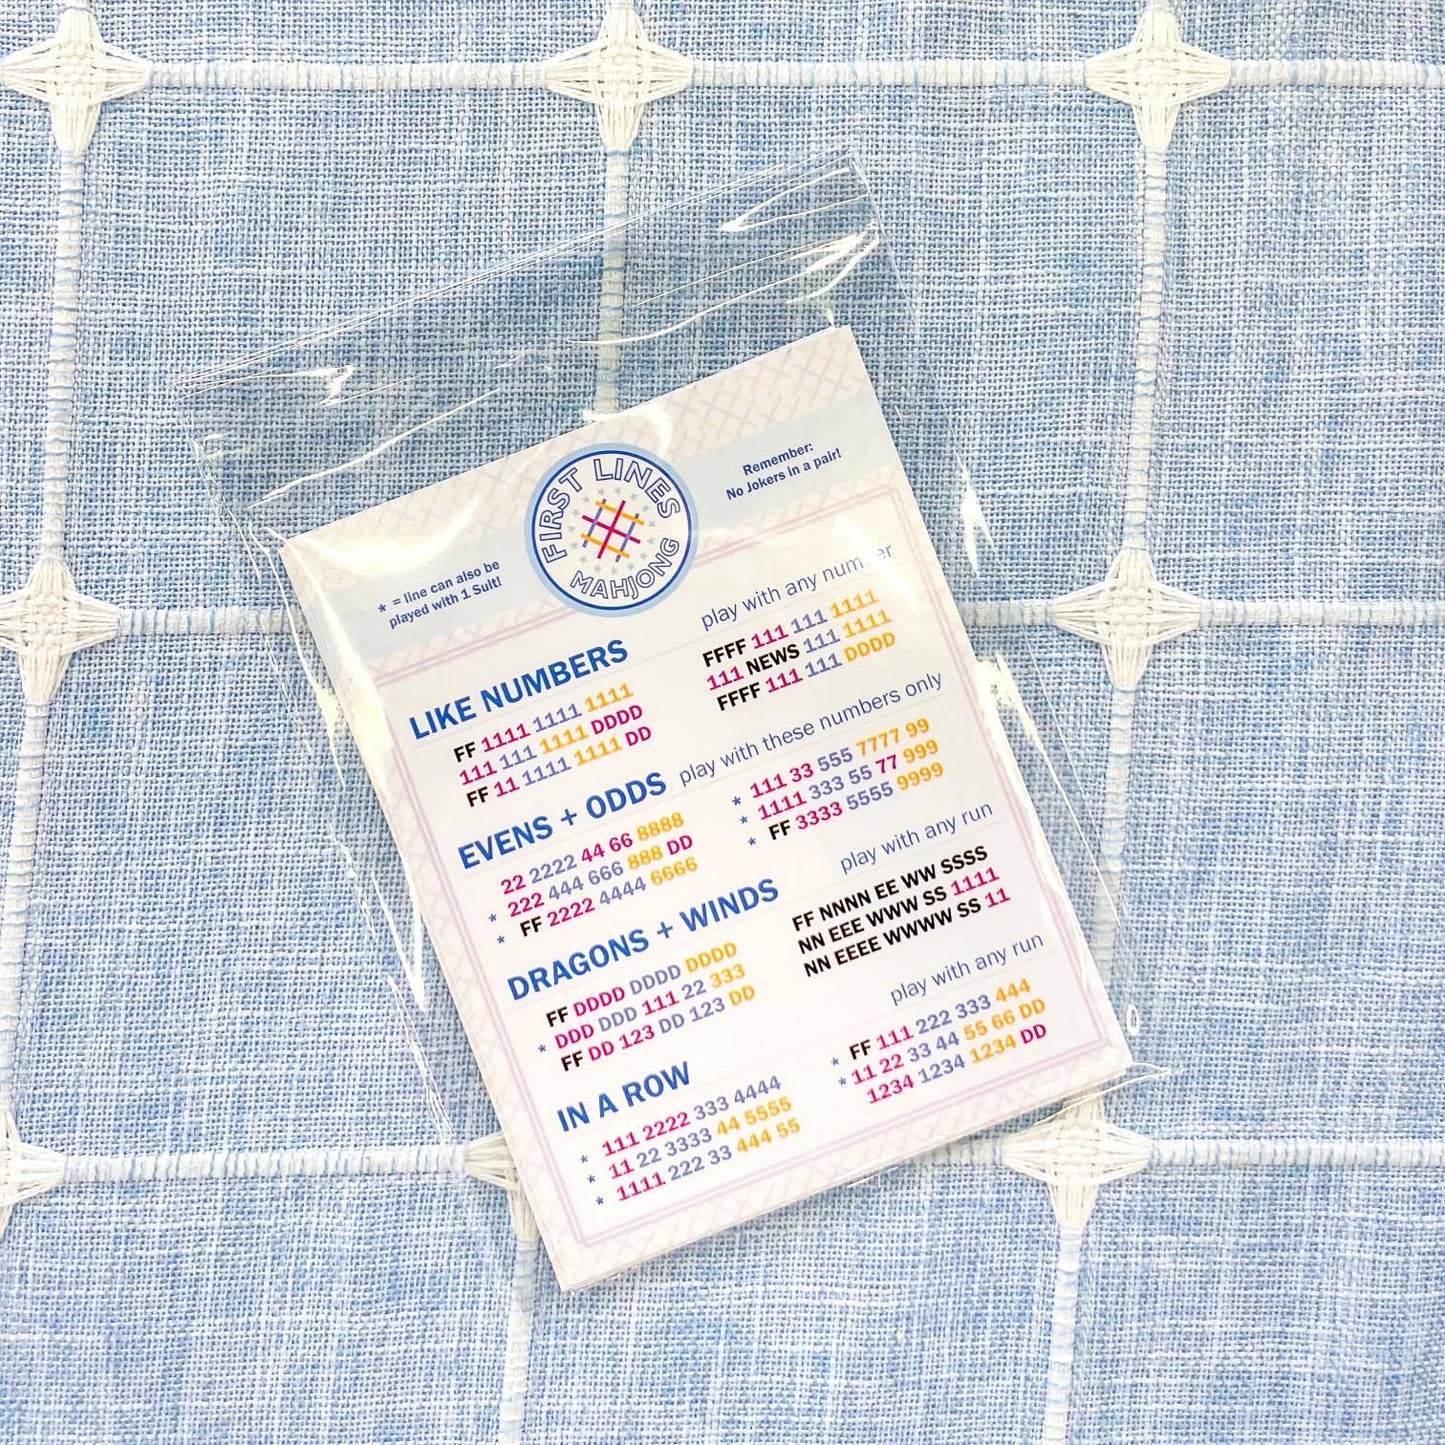 FIRST LINES
MAHJONG
* = line can also be
played with 1 Suit!
Remember:
No Jokers in a pair!
LIKE NUMBERS
play with any number
FF 1111 1111 1111
111 111 1111 DDDD
FF 11 1111 1111 DD
FFFF 111 111 1111
111 NEWS 111 1111
FFFF 111 111 DDDD
EVENS + ODDS
play with these numbers only
22 2222 44 66 8888
* 222 444 666 888 DD
* FF 2222 4444 6666
* 111 33 555 7777 99
* 1111 333 55 77 999
* FF 3333 5555 9999
DRAGONS + WINDS
play with any run
FF DDDD DDDD DDDD
* DDD DDD 111 22 333
FF DD 123 DD 123 DD
FF NNNN EE WW SSSS
NN EEE WWW SS 1111
NN EEEE WWWW SS 11
IN A ROW
play with any run
* 111 2222 333 4444
* 11 22 3333 44 5555
* 1111 222 33 444 55
* FF 111 222 333 444
* 11 22 33 44 55 66 DD
1234 1234 1234 DD